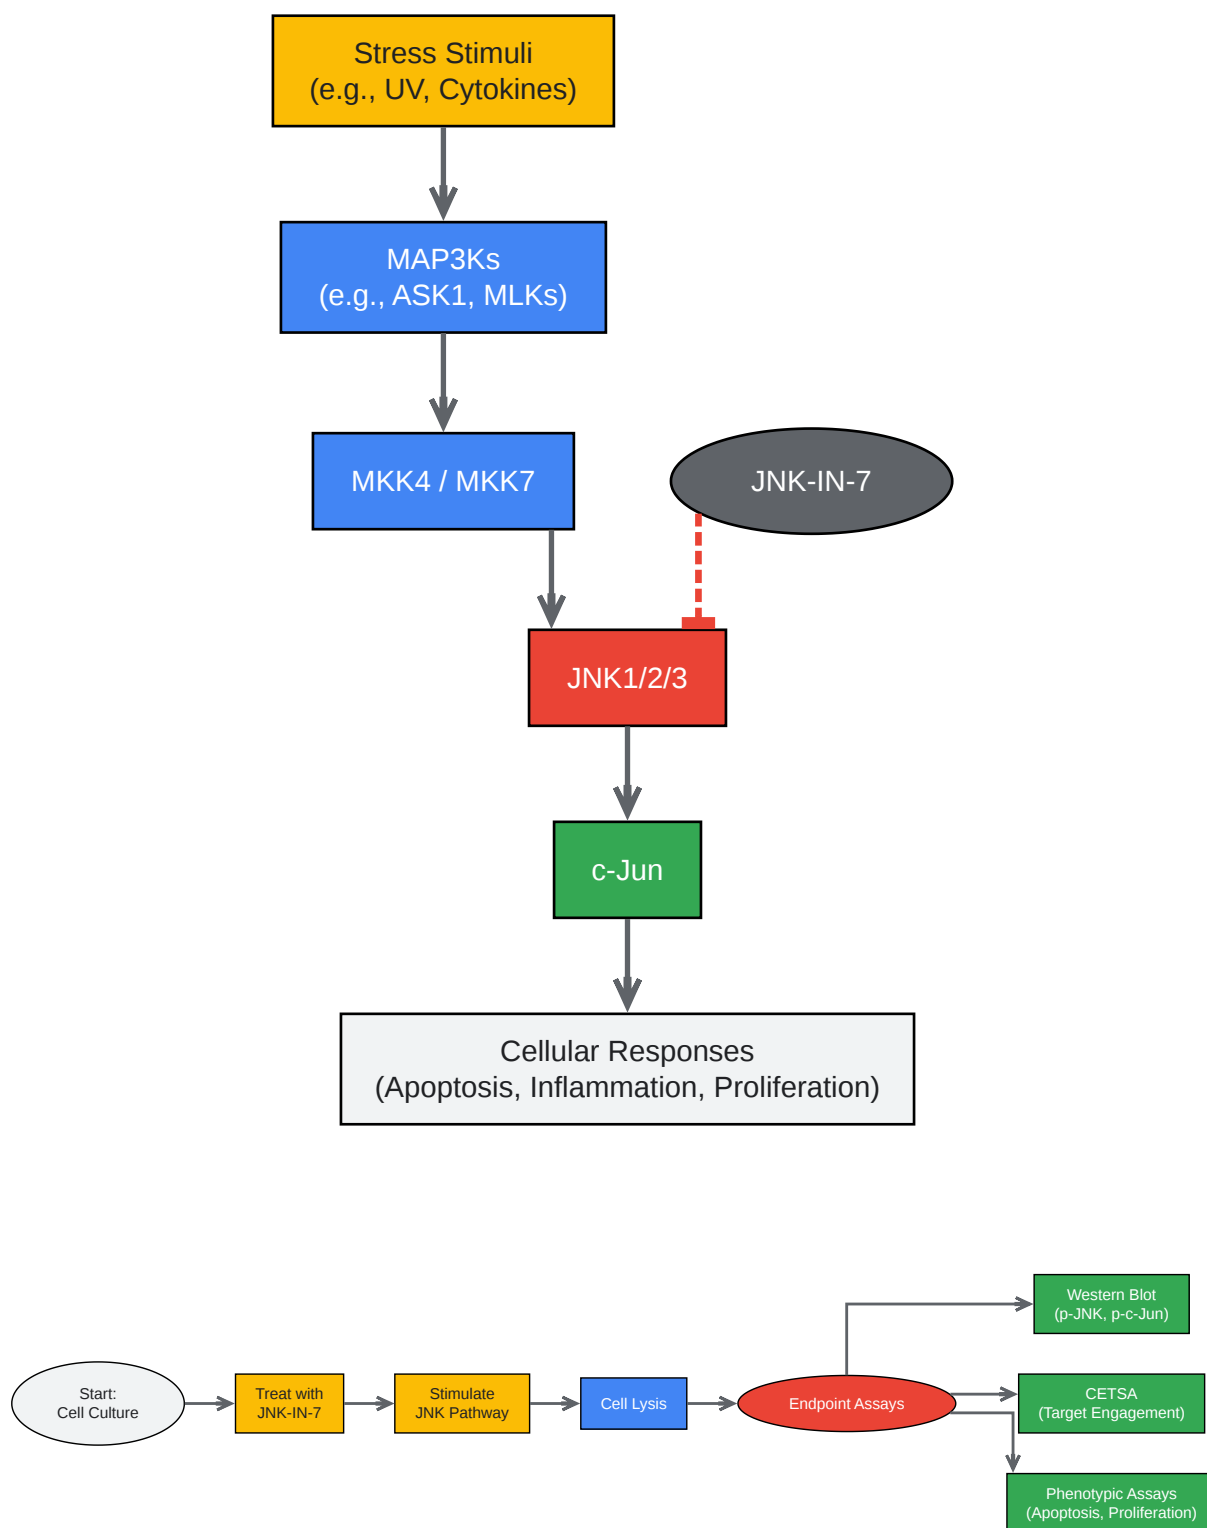 Stress Stimuli
(e.g., UV, Cytokines)
MAP3Ks
(e.g., ASK1, MLKs)
MKK4 / MKK7
JNK-IN-7
JNK1/2/3
c-Jun
Cellular Responses
(Apoptosis, Inflammation, Proliferation)
Start:
Cell Culture
Treat with
JNK-IN-7
Stimulate
JNK Pathway
Cell Lysis
Endpoint Assays
Western Blot
(p-JNK, p-c-Jun)
CETSA
(Target Engagement)
Phenotypic Assays
(Apoptosis, Proliferation)